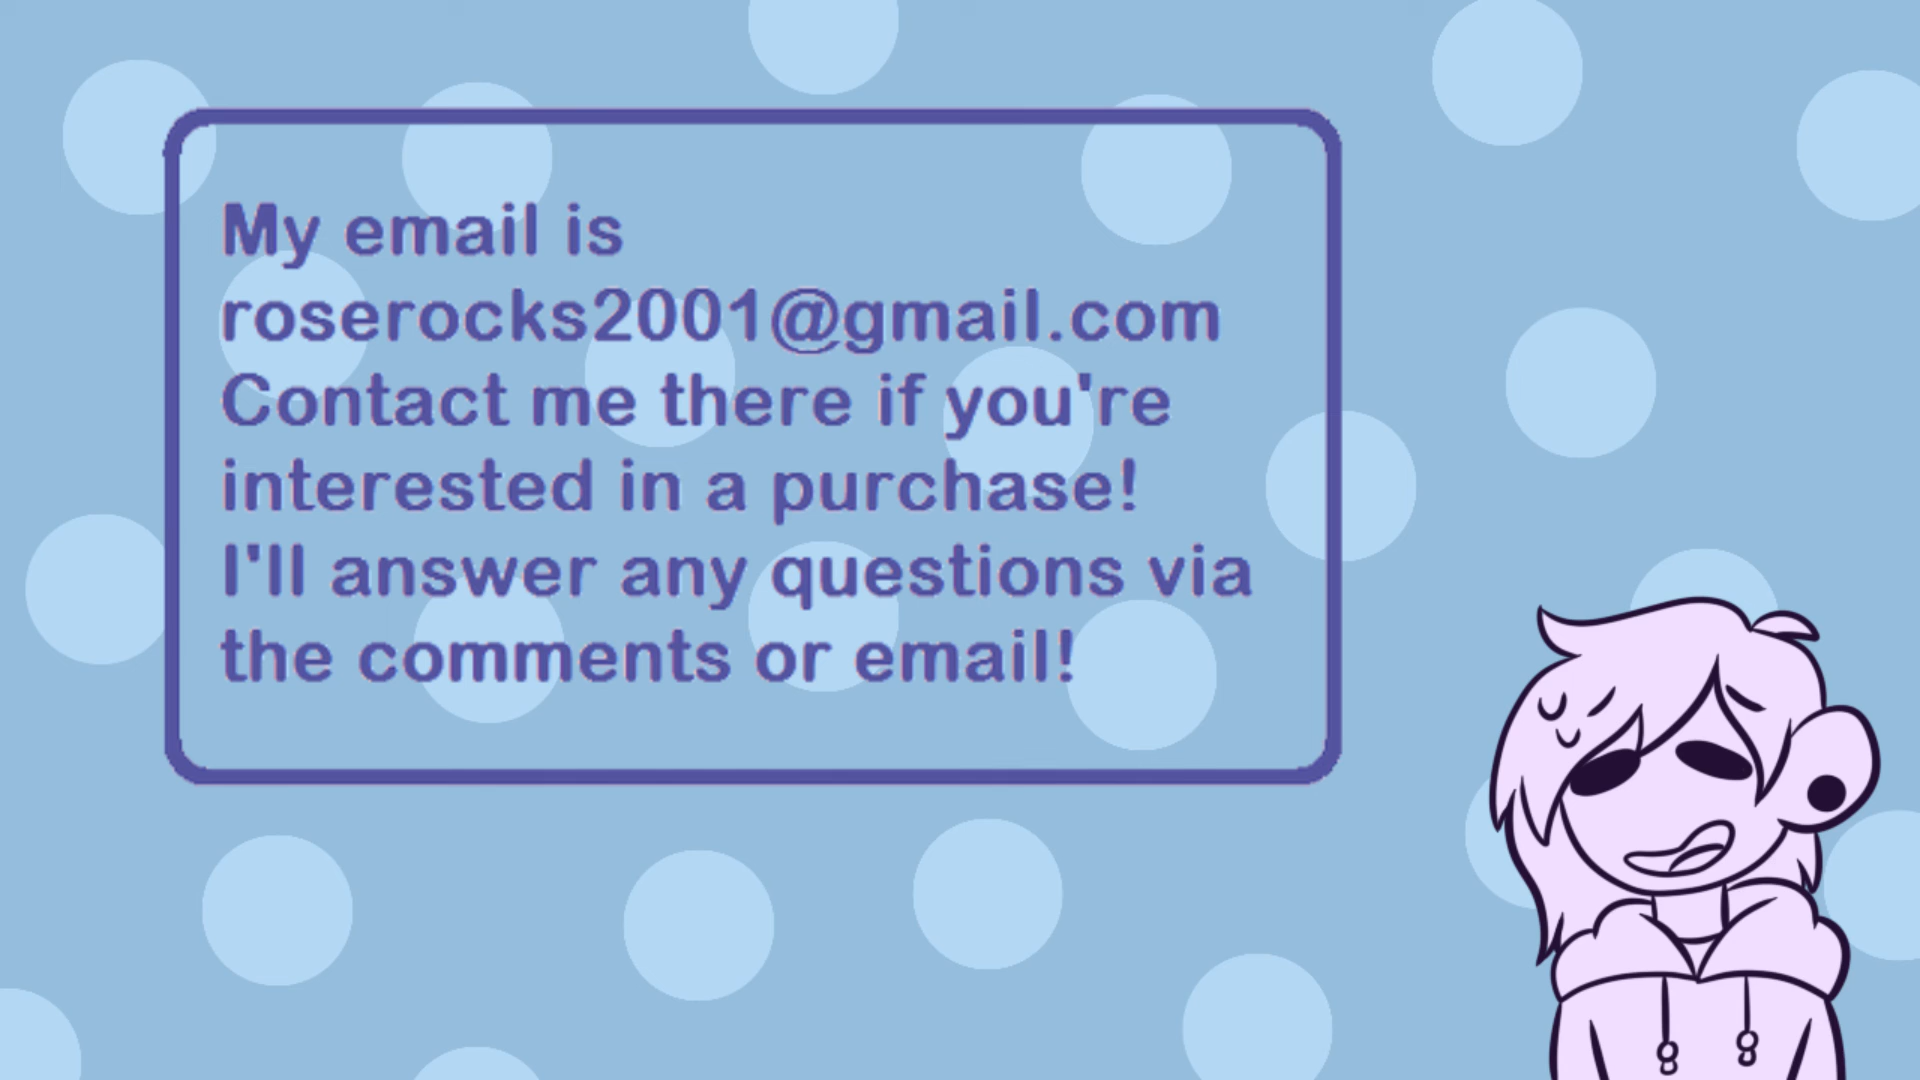 My email is
roserocks2001@gmail.com
Contact me there if you're
interested in a purchase!
I'll answer any questions via
the comments or email!